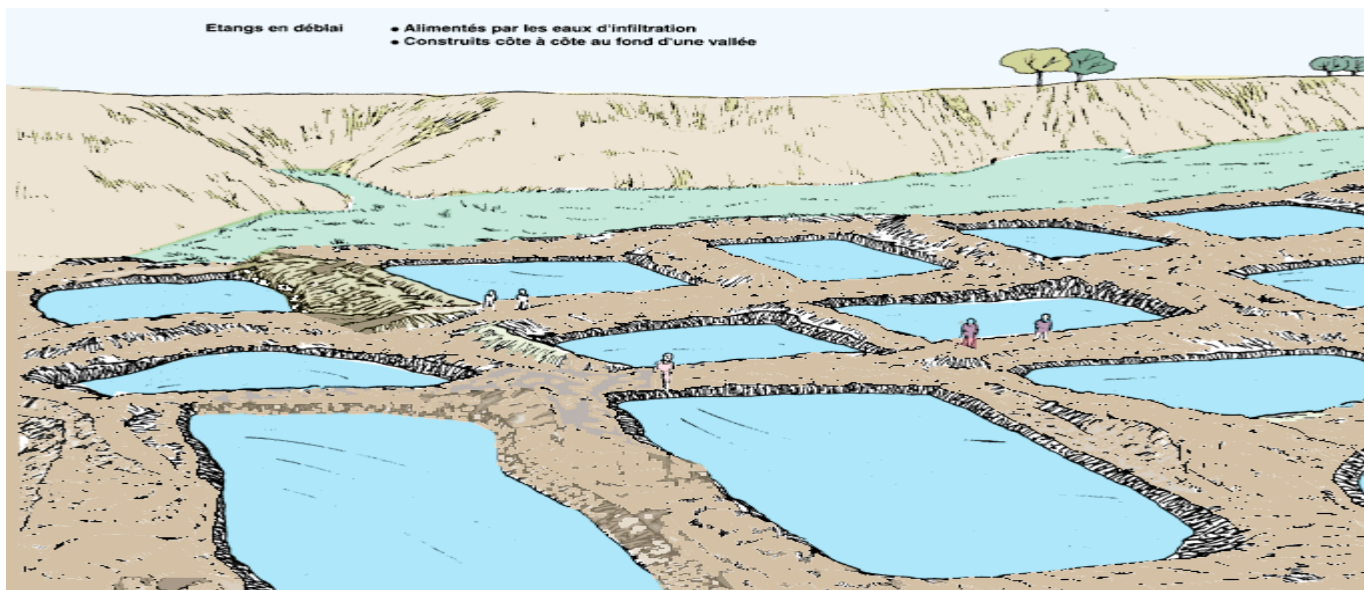 Etangs en déblai
• Alimentés par les eaux d'infiltration
• Construits côte à côte au fond d'une vallée